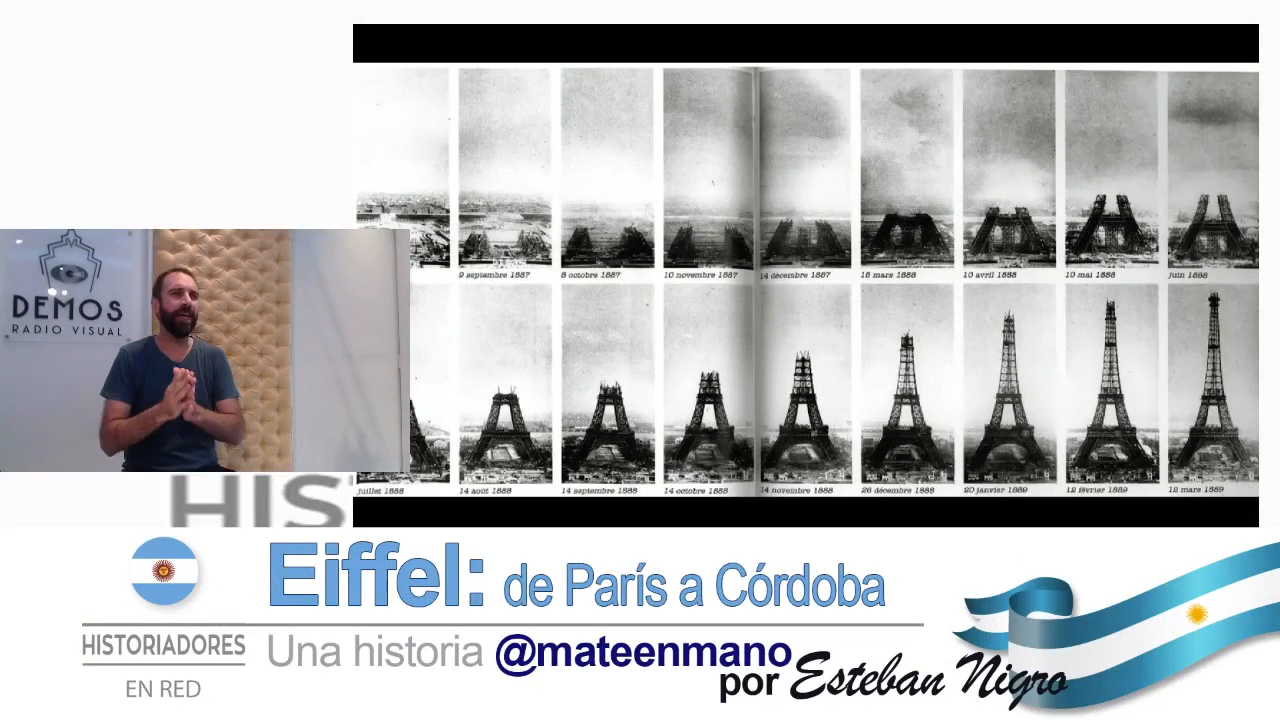 DEMOS
RADIO VISUAL
9 septembre 1887
8 octobre 1887
10 novembre 1887
14 décembre 1887
15 mars 1888
10 avril 1888
10 mai 1888
juin 1888
juillet 1888
14 août 1888
14 septembre 1888
14 octobre 1888
14 novembre 1888
26 décembre 1888
20 janvier 1889
12 février 1889
12 mars 1889
HIS
Eiffel: de París a Córdoba
HISTORIADORES
EN RED
Una historia @mateenmano
por Esteban Nigro